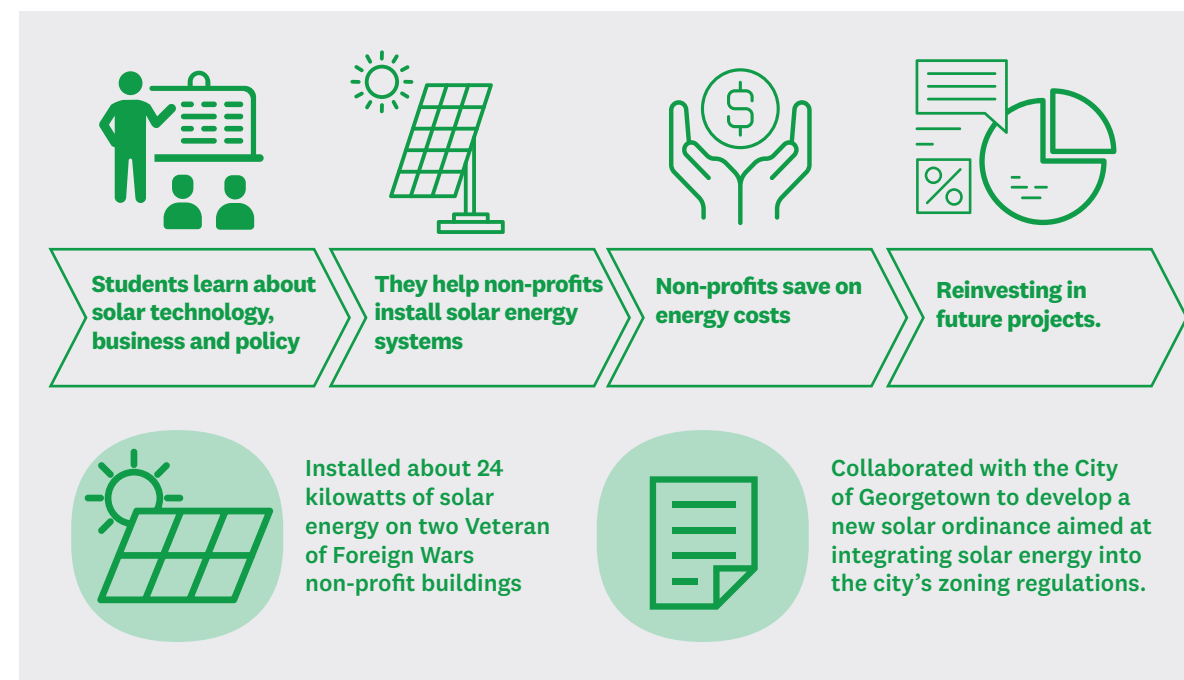 Students learn about
solar technology,
business and policy
They help non-profits
install solar energy
systems
Non-profits save on
energy costs
Reinvesting in
future projects.
Installed about 24
kilowatts of solar
energy on two Veteran
of Foreign Wars
non-profit buildings
Collaborated with the City
of Georgetown to develop a
new solar ordinance aimed at
integrating solar energy into
the city’s zoning regulations.